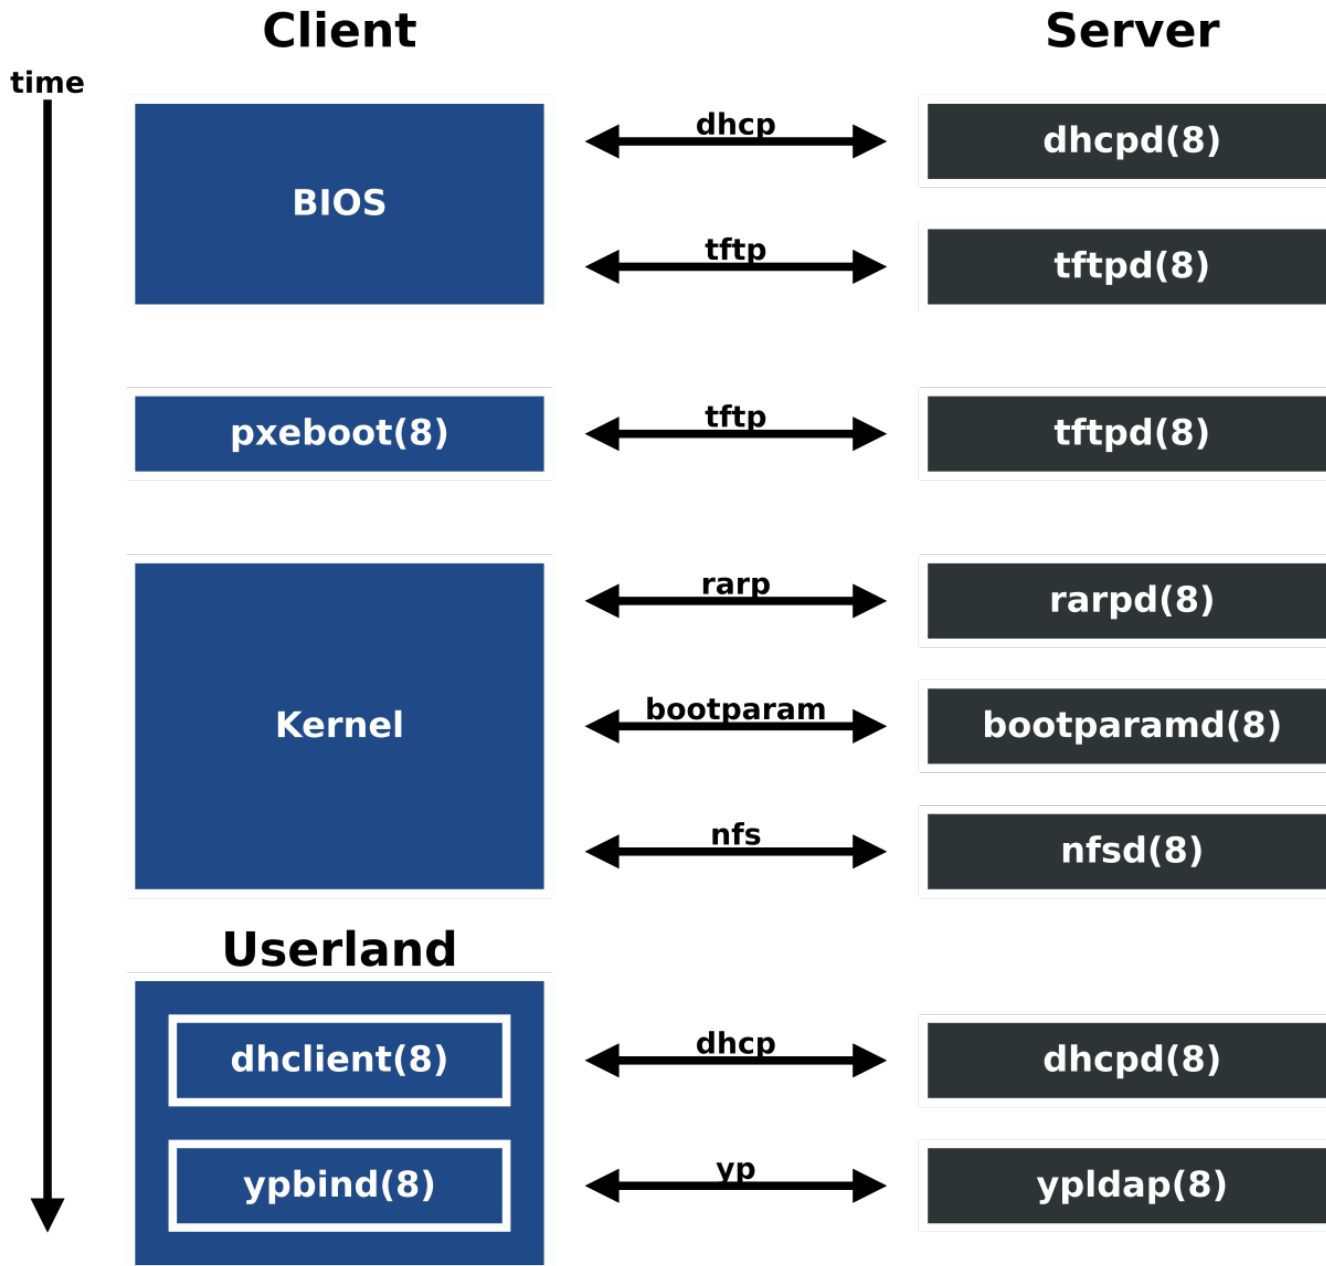 Client
Server
time
BIOS
dhcp
dhcpd(8)
tftp
tftpd(8)
pxeboot(8)
tftp
tftpd(8)
Kernel
rarp
rarpd(8)
bootparam
bootparamd(8)
nfs
nfsd(8)
Userland
dhclient(8)
dhcp
dhcpd(8)
ypbind(8)
yp
ypldap(8)